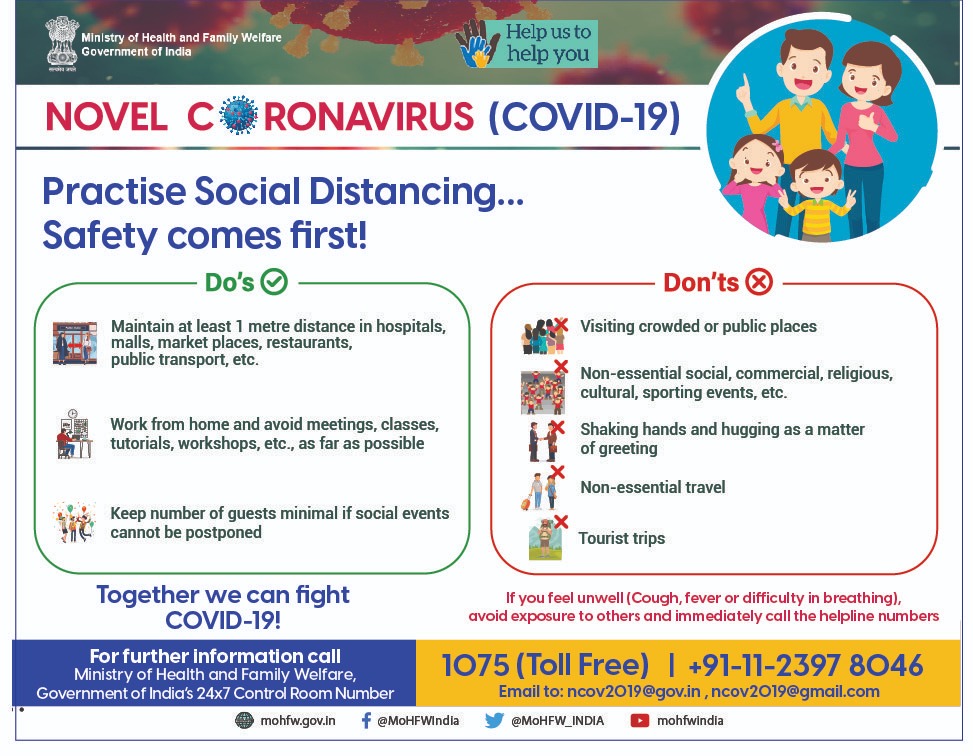 Ministry of Health and Family Welfare
Government of India
सत्यमेव जयते
Help us to
help you
NOVEL CORONAVIRUS (COVID-19)
Practise Social Distancing...
Safety comes first!
Do's
Maintain at least 1 metre distance in hospitals,
malls, market places, restaurants,
public transport, etc.
Work from home and avoid meetings, classes,
tutorials, workshops, etc., as far as possible
Keep number of guests minimal if social events
cannot be postponed
Don'ts
Visiting crowded or public places
Non-essential social, commercial, religious,
cultural, sporting events, etc.
Shaking hands and hugging as a matter
of greeting
Non-essential travel
Tourist trips
Together we can fight
COVID-19!
If you feel unwell (Cough, fever or difficulty in breathing),
avoid exposure to others and immediately call the helpline numbers
For further information call
Ministry of Health and Family Welfare,
Government of India's 24x7 Control Room Number
1075 (Toll Free) | +91-11-2397 8046
Email to: ncov2019@gov.in , ncov2019@gmail.com
mohfw.gov.in @MoHFWIndia @MoHFW_INDIA mohfwindia